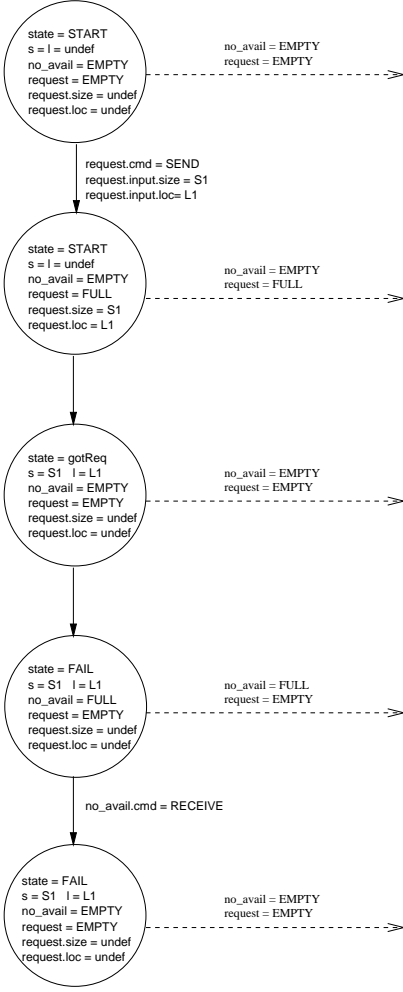 state = START
s = l = undef
no_avail = EMPTY
request = EMPTY
request.size = undef
request.loc = undef
no_avail = EMPTY
request = EMPTY
request.cmd = SEND
request.input.size = S1
request.input.loc= L1
state = START
s = l = undef
no_avail = EMPTY
request = FULL
request.size = S1
request.loc = L1
no_avail = EMPTY
request = FULL
state = gotReq
s = S1 l = L1
no_avail = EMPTY
request = EMPTY
request.size = undef
request.loc = undef
no_avail = EMPTY
request = EMPTY
state = FAIL
s = S1 l = L1
no_avail = FULL
request = EMPTY
request.size = undef
request.loc = undef
no_avail = FULL
request = EMPTY
no_avail.cmd = RECEIVE
state = FAIL
s = S1 l = L1
no_avail = EMPTY
request = EMPTY
request.size = undef
request.loc = undef
no_avail = EMPTY
request = EMPTY